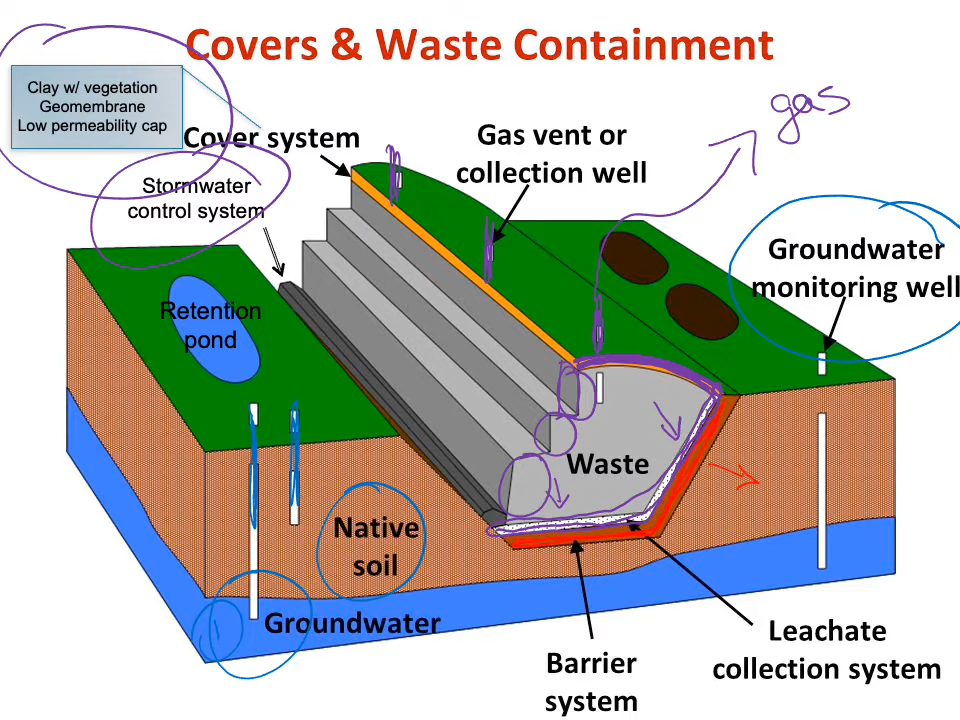 Covers & Waste Containment
Clay w/ vegetation
Geomembrane
Low permeability cap
gas
Cover system
Gas vent or
collection well
Stormwater
control system
Groundwater
monitoring well
Retention
pond
Waste
Native
soil
Groundwater
Leachate
collection system
Barrier
system